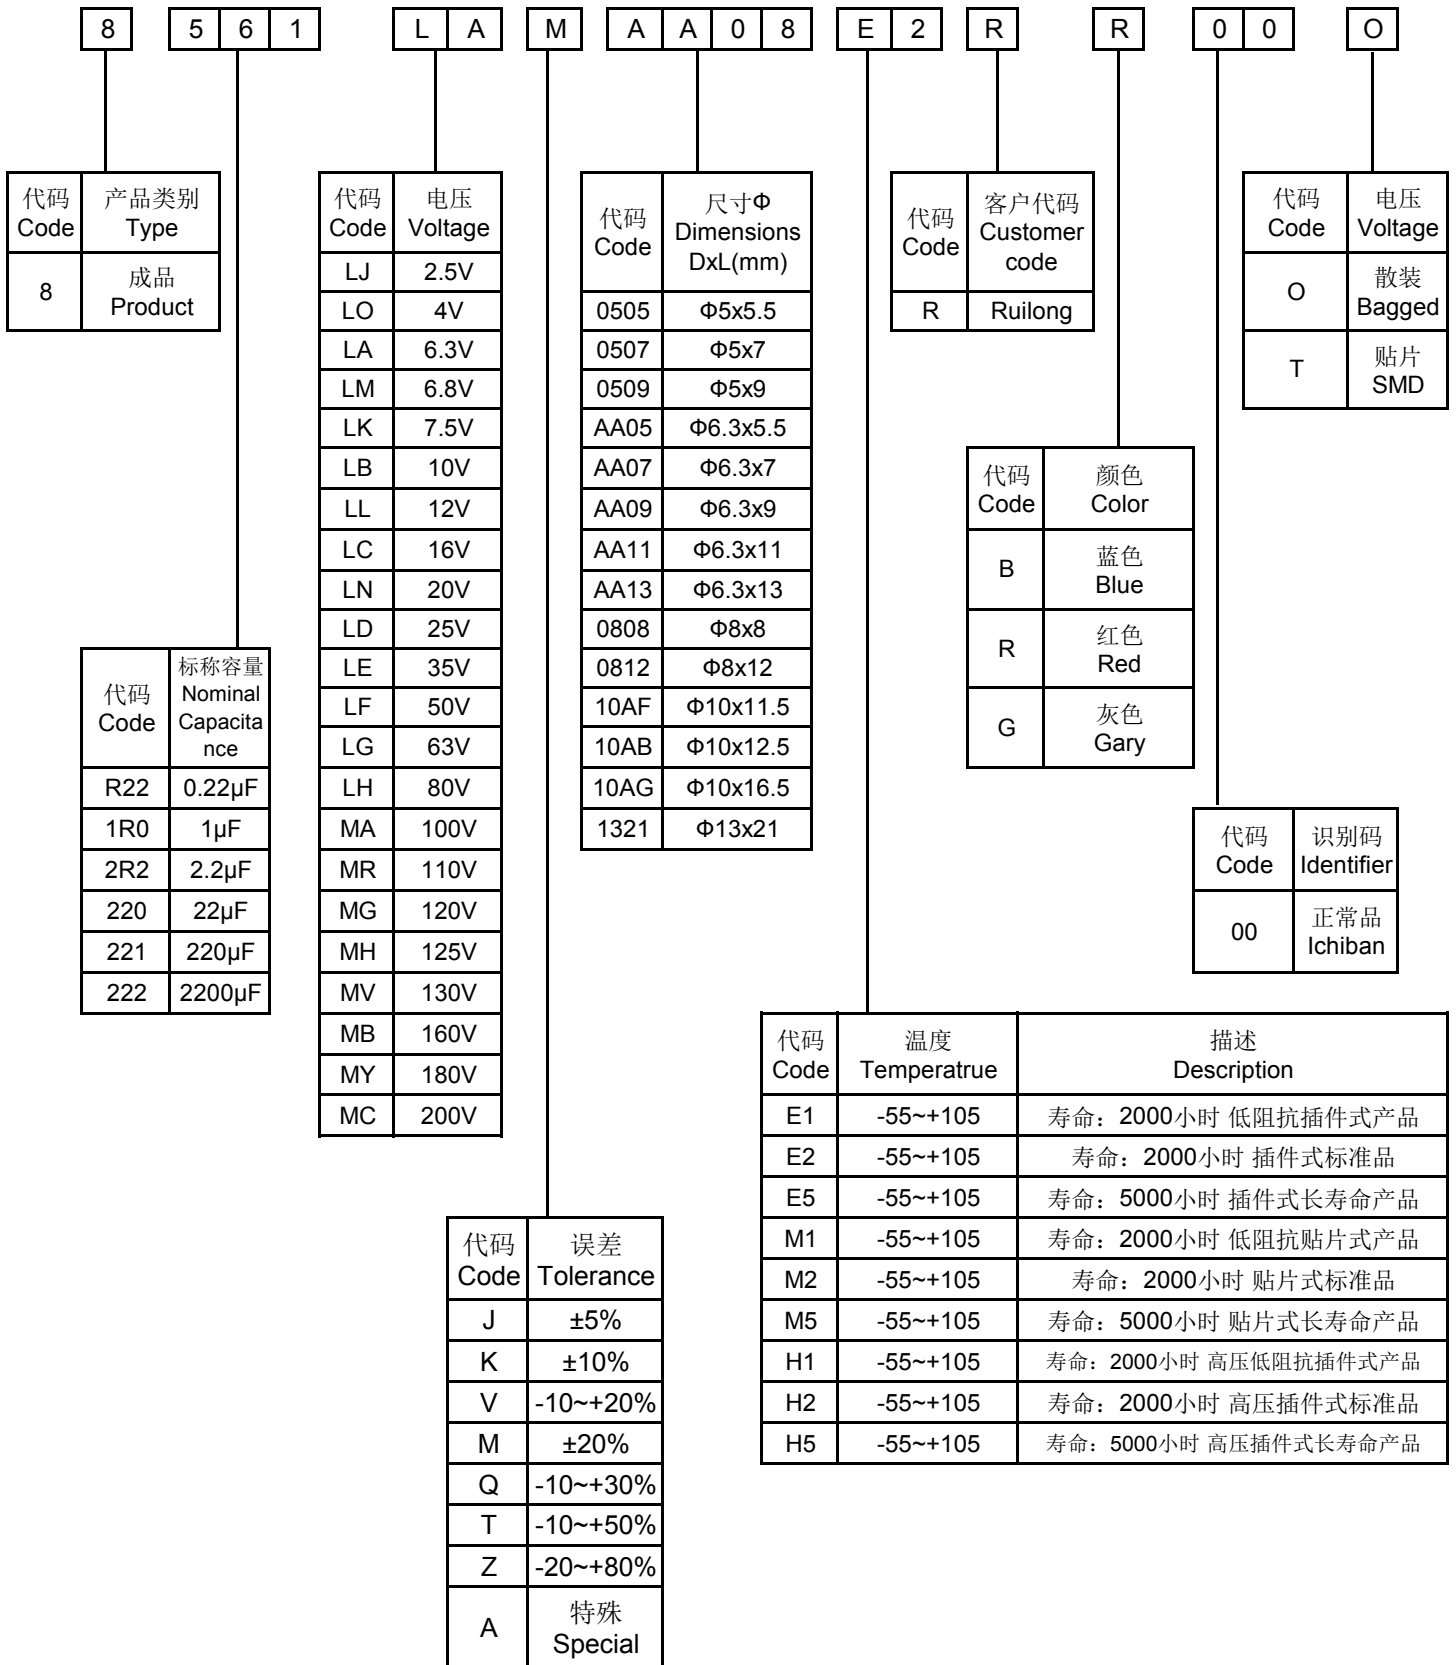 8 5 6 1 L A M A A 0 8 E 2 R R 0 0 O
代码 产品类别
Code Type
8 成品
Product
代码 标称容量
Code Nominal
Capacita
nce
R22 0.22µF
1R0 1µF
2R2 2.2µF
220 22µF
221 220µF
222 2200µF
代码 电压
Code Voltage
LJ 2.5V
LO 4V
LA 6.3V
LM 6.8V
LK 7.5V
LB 10V
LL 12V
LC 16V
LN 20V
LD 25V
LE 35V
LF 50V
LG 63V
LH 80V
MA 100V
MR 110V
MG 120V
MH 125V
MV 130V
MB 160V
MY 180V
MC 200V
代码 误差
Code Tolerance
J ±5%
K ±10%
V -10~+20%
M ±20%
Q -10~+30%
T -10~+50%
Z -20~+80%
A 特殊
Special
代码 尺寸Φ
Code Dimensions
DxL(mm)
0505 Φ5x5.5
0507 Φ5x7
0509 Φ5x9
AA05 Φ6.3x5.5
AA07 Φ6.3x7
AA09 Φ6.3x9
AA11 Φ6.3x11
AA13 Φ6.3x13
0808 Φ8x8
0812 Φ8x12
10AF Φ10x11.5
10AB Φ10x12.5
10AG Φ10x16.5
1321 Φ13x21
代码 温度 描述
Code Temperatrue Description
E1 -55~+105 寿命：2000小时 低阻抗插件式产品
E2 -55~+105 寿命：2000小时 插件式标准品
E5 -55~+105 寿命：5000小时 插件式长寿命产品
M1 -55~+105 寿命：2000小时 低阻抗贴片式产品
M2 -55~+105 寿命：2000小时 贴片式标准品
M5 -55~+105 寿命：5000小时 贴片式长寿命产品
H1 -55~+105 寿命：2000小时 高压低阻抗插件式产品
H2 -55~+105 寿命：2000小时 高压插件式标准品
H5 -55~+105 寿命：5000小时 高压插件式长寿命产品
代码 客户代码
Code Customer
code
R Ruilong
代码 颜色
Code Color
B 蓝色
Blue
R 红色
Red
G 灰色
Gary
代码 识别码
Code Identifier
00 正常品
Ichiban
代码 电压
Code Voltage
O 散装
Bagged
T 贴片
SMD